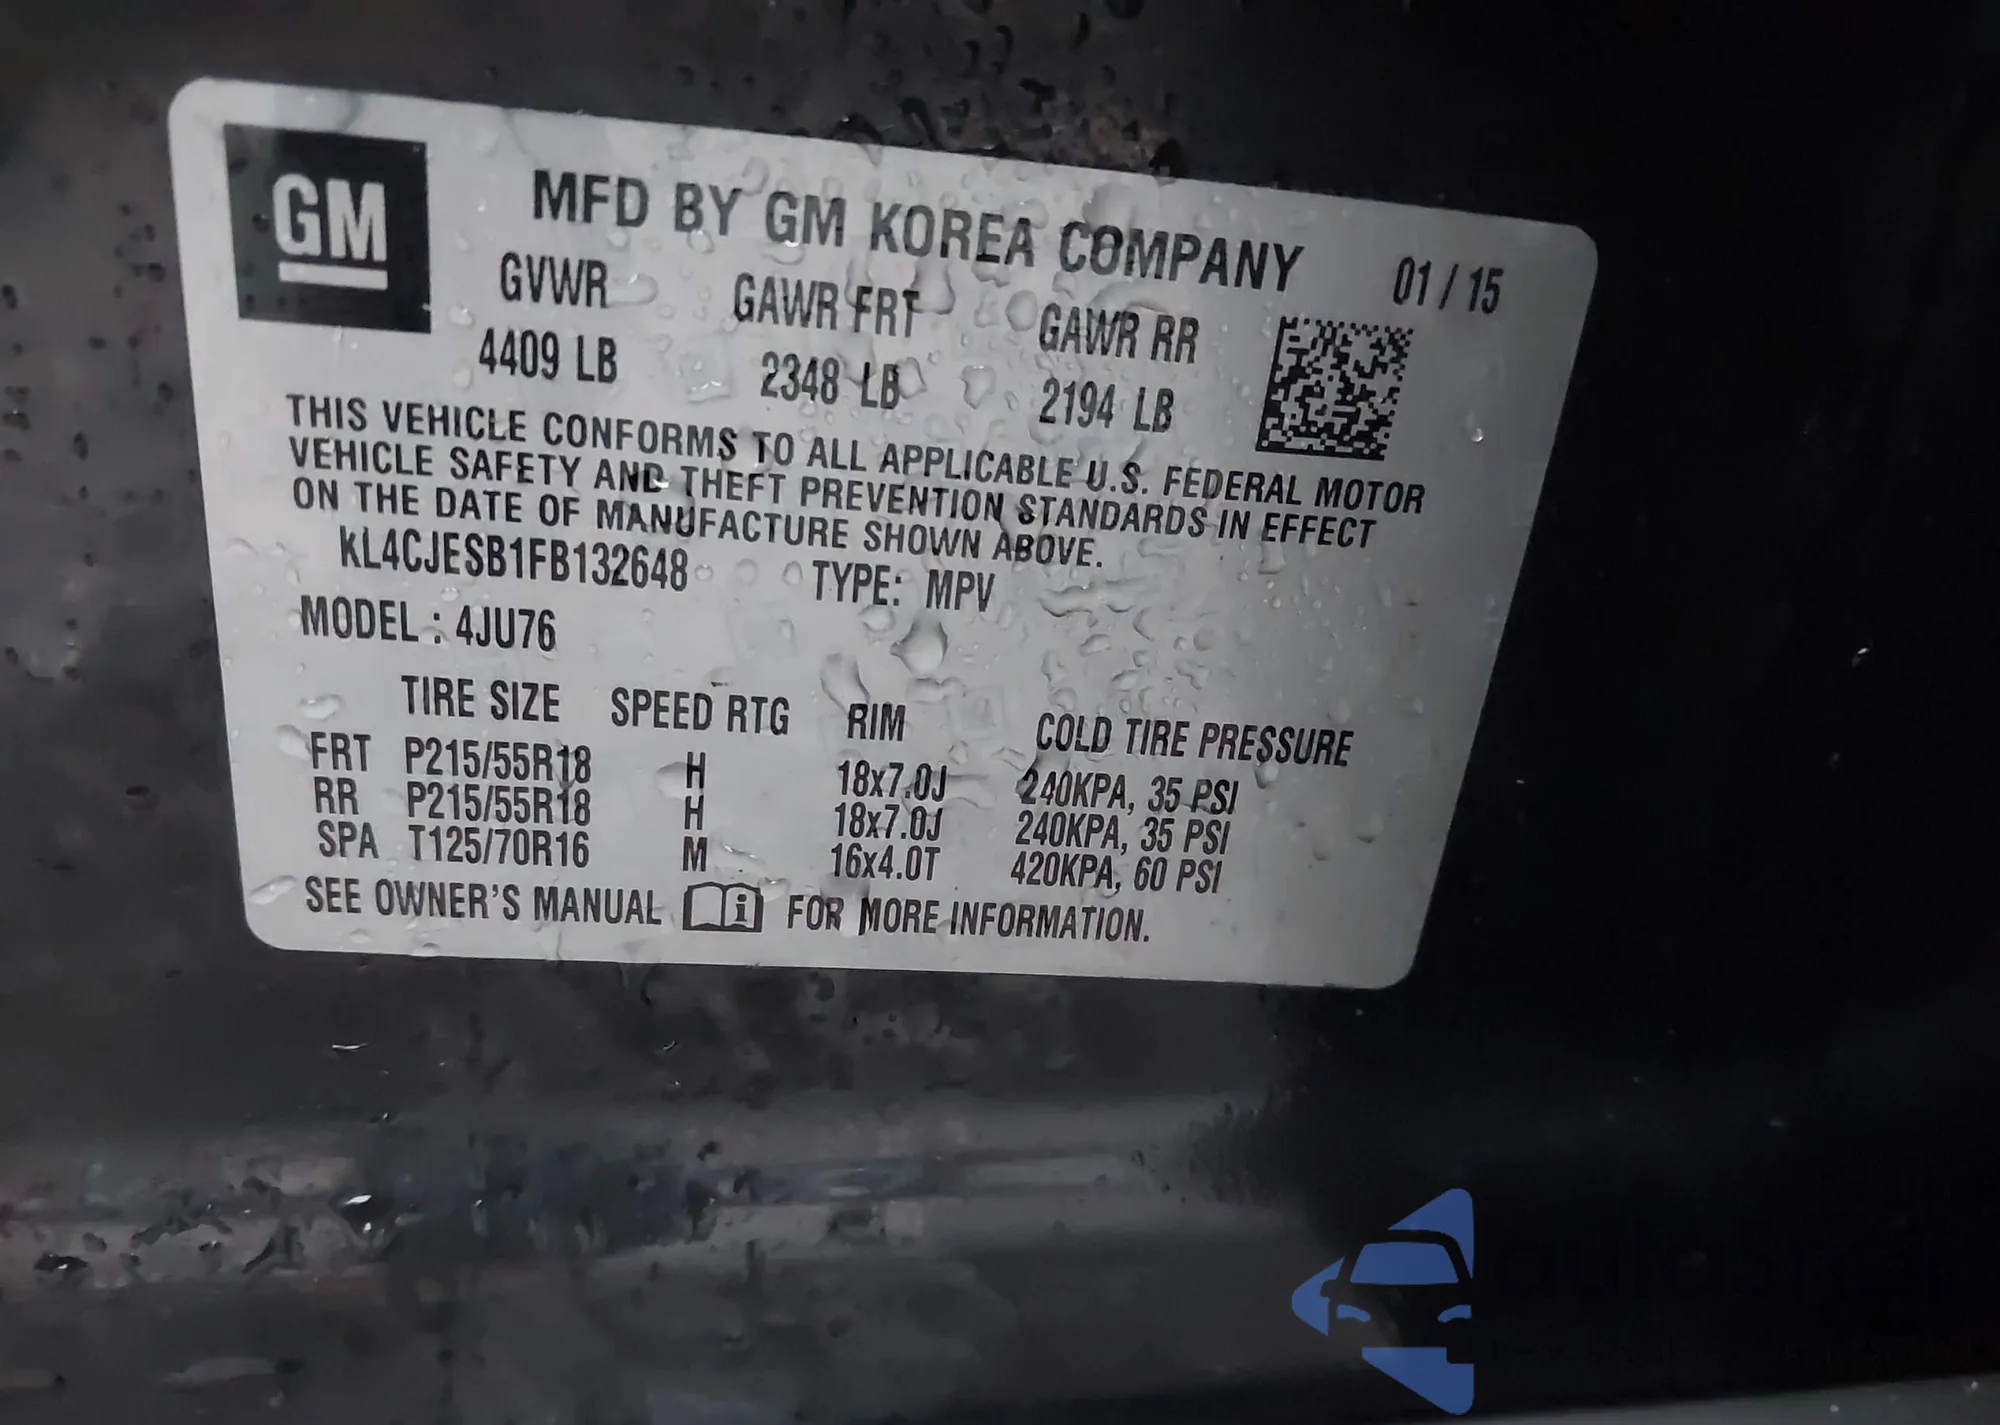 GM
MFD BY GM KOREA COMPANY 01 / 15
GVWR GAWR FRT GAWR RR
4409 LB 2348 LB 2194 LB
THIS VEHICLE CONFORMS TO ALL APPLICABLE U.S. FEDERAL MOTOR
VEHICLE SAFETY AND THEFT PREVENTION STANDARDS IN EFFECT
ON THE DATE OF MANUFACTURE SHOWN ABOVE.
KL4CJESB1FB132648 TYPE: MPV
MODEL : 4JU76
TIRE SIZE SPEED RTG RIM COLD TIRE PRESSURE
FRT P215/55R18 H 18x7.0J 240KPA, 35 PSI
RR P215/55R18 H 18x7.0J 240KPA, 35 PSI
SPA T125/70R16 M 16x4.0T 420KPA, 60 PSI
SEE OWNER'S MANUAL i FOR MORE INFORMATION.